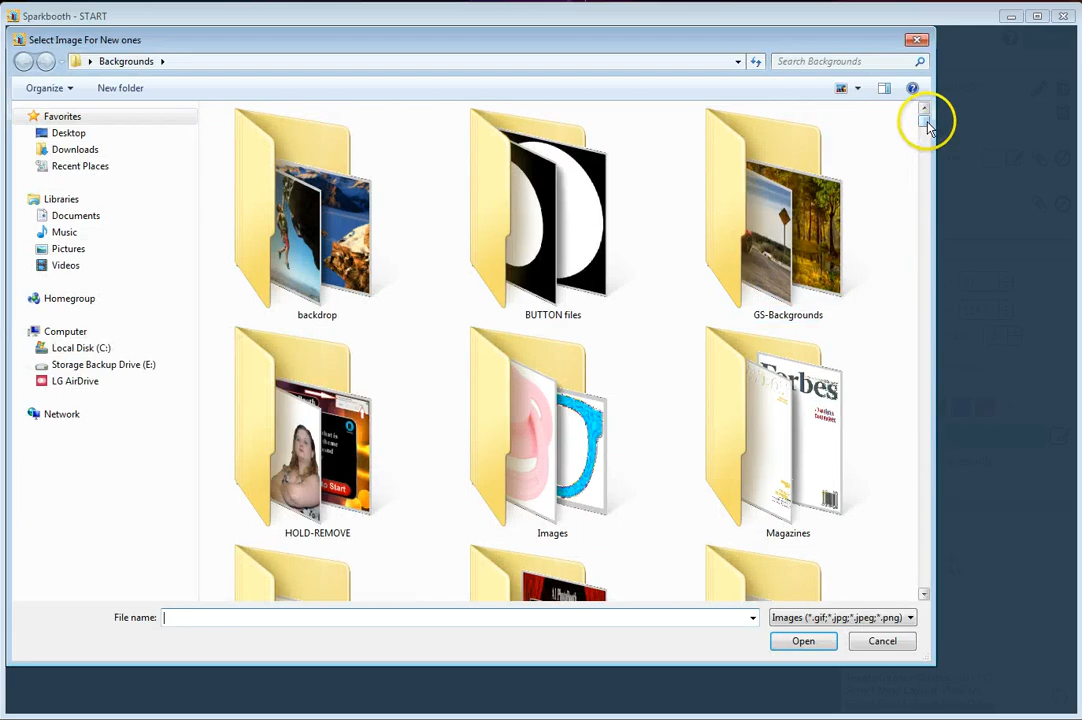 Sparkbooth - START
Select Image For New ones
Backgrounds
Search Backgrounds
Organize
New folder
Favorites
Desktop
Downloads
Recent Places
Libraries
Documents
Music
Pictures
Videos
Homegroup
Computer
Local Disk (C:)
Storage Backup Drive (E:)
LG AirDrive
Network
backdrop
BUTTON files
GS-Backgrounds
Forbes
to Start
HOLD-REMOVE
Images
Magazines
File name:
Images (*.gif;*.jpg;*.jpeg;*.png)
Open
Cancel